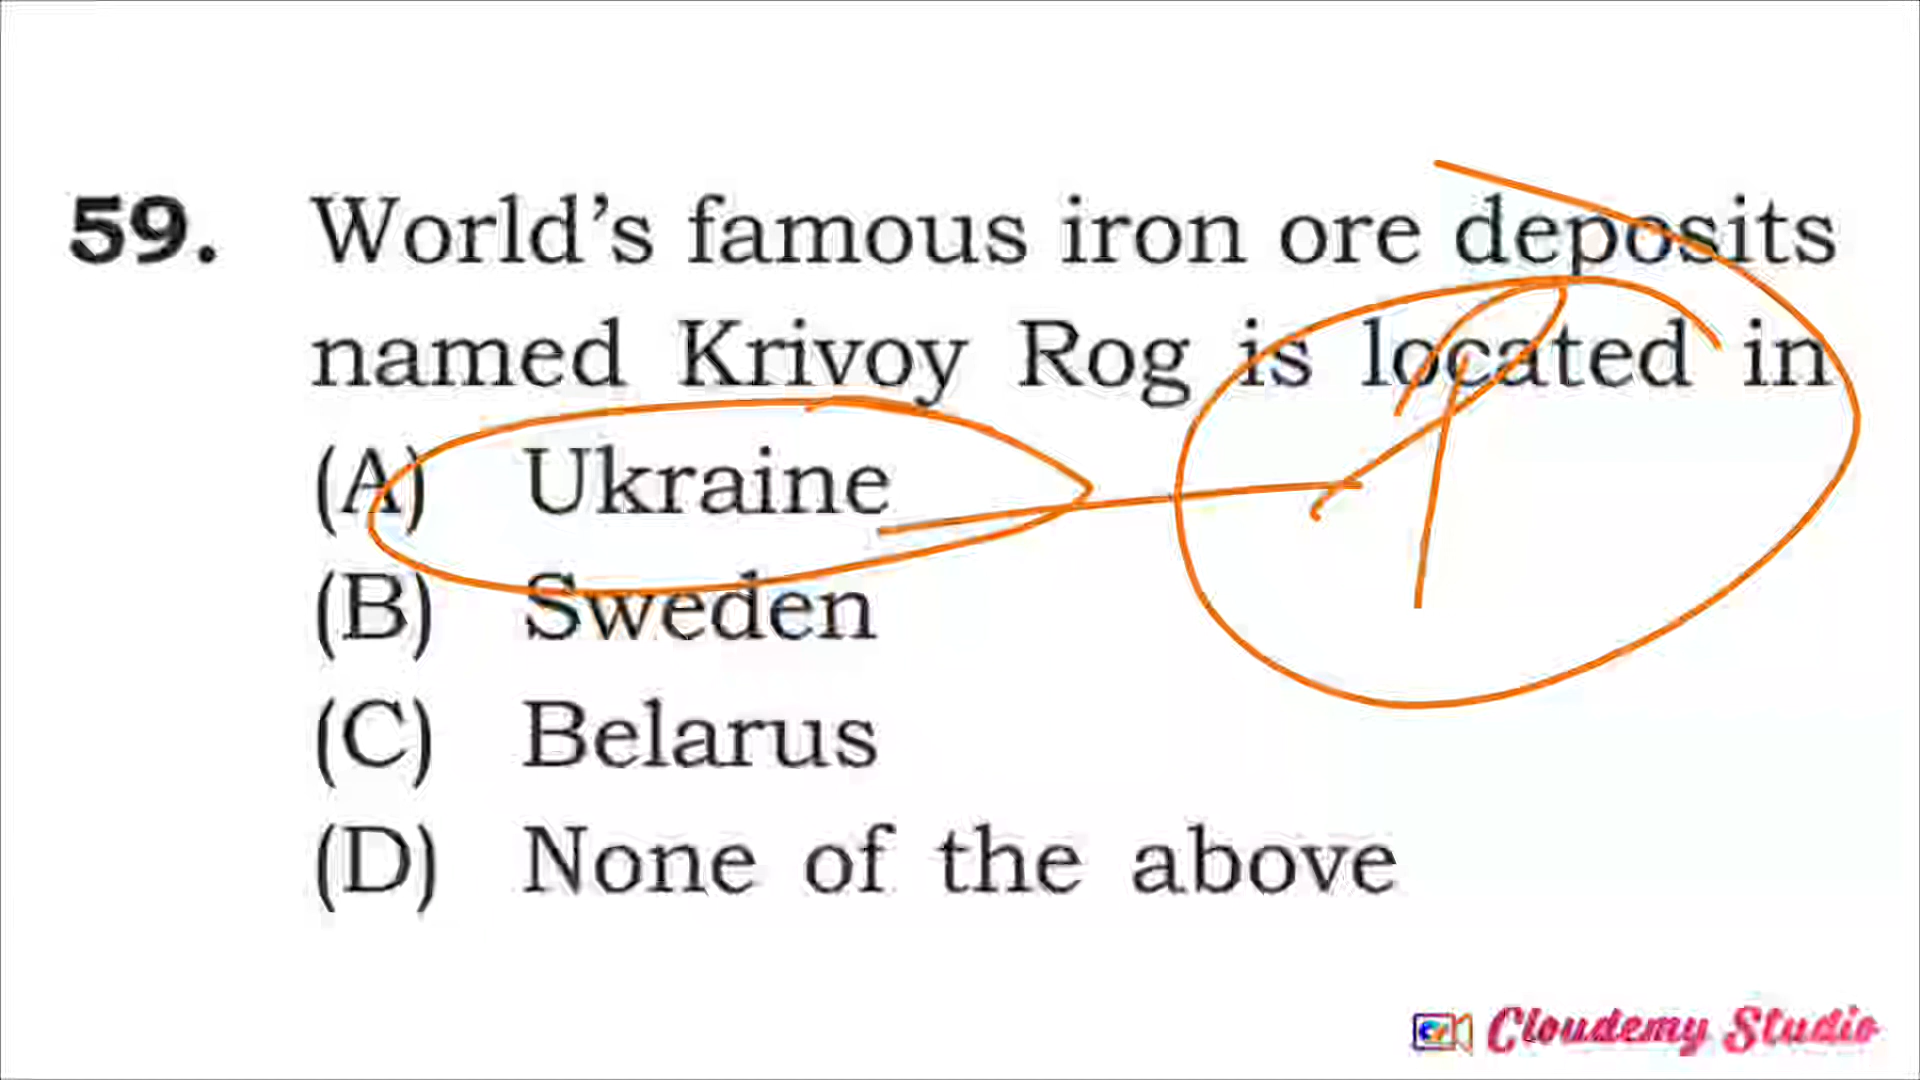 59. World's famous iron ore deposits
named Krivoy Rog is located in
(A) Ukraine
(B) Sweden
(C) Belarus
(D) None of the above
Cloudemy Studio